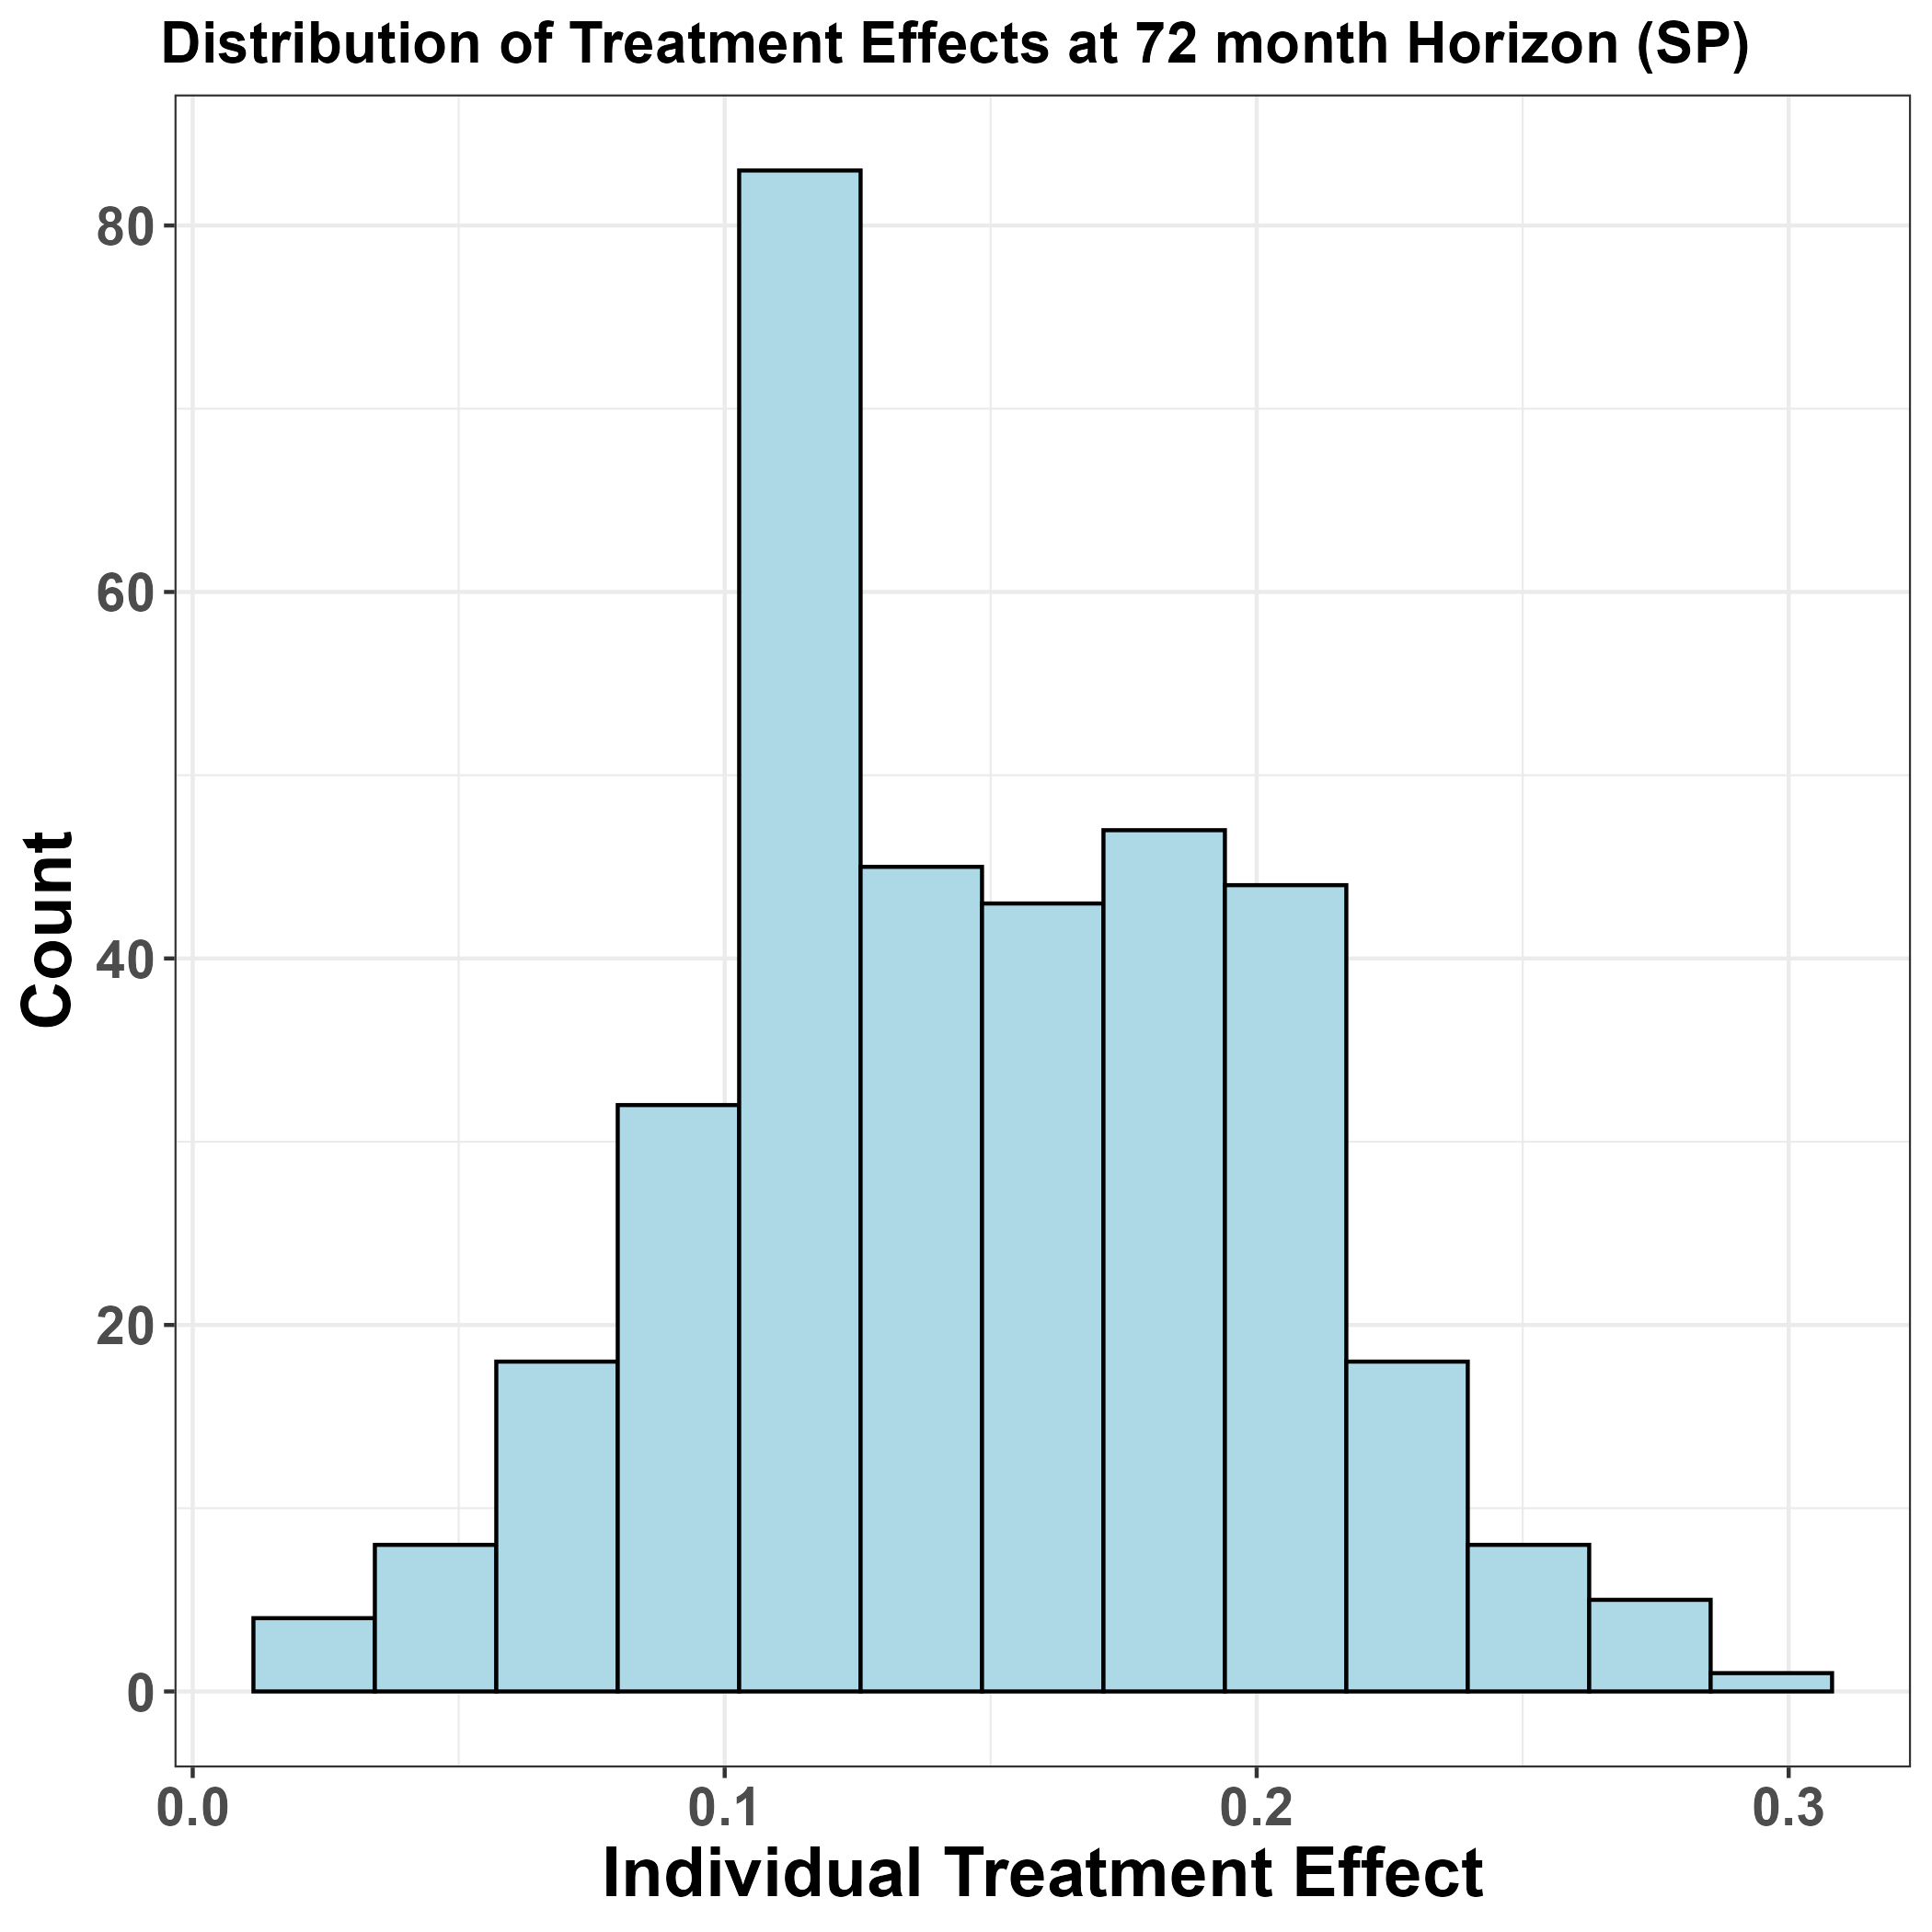 Distribution of Treatment Effects at 72 month Horizon (SP)
Count
80
60
40
20
0
0.0 0.1 0.2 0.3
Individual Treatment Effect